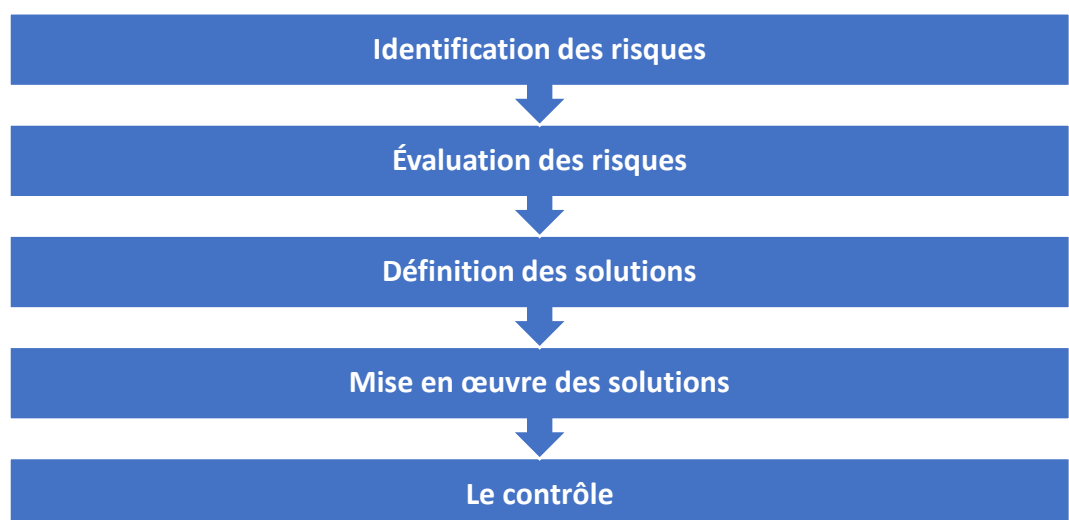 Identification des risques
Évaluation des risques
Définition des solutions
Mise en œuvre des solutions
Le contrôle